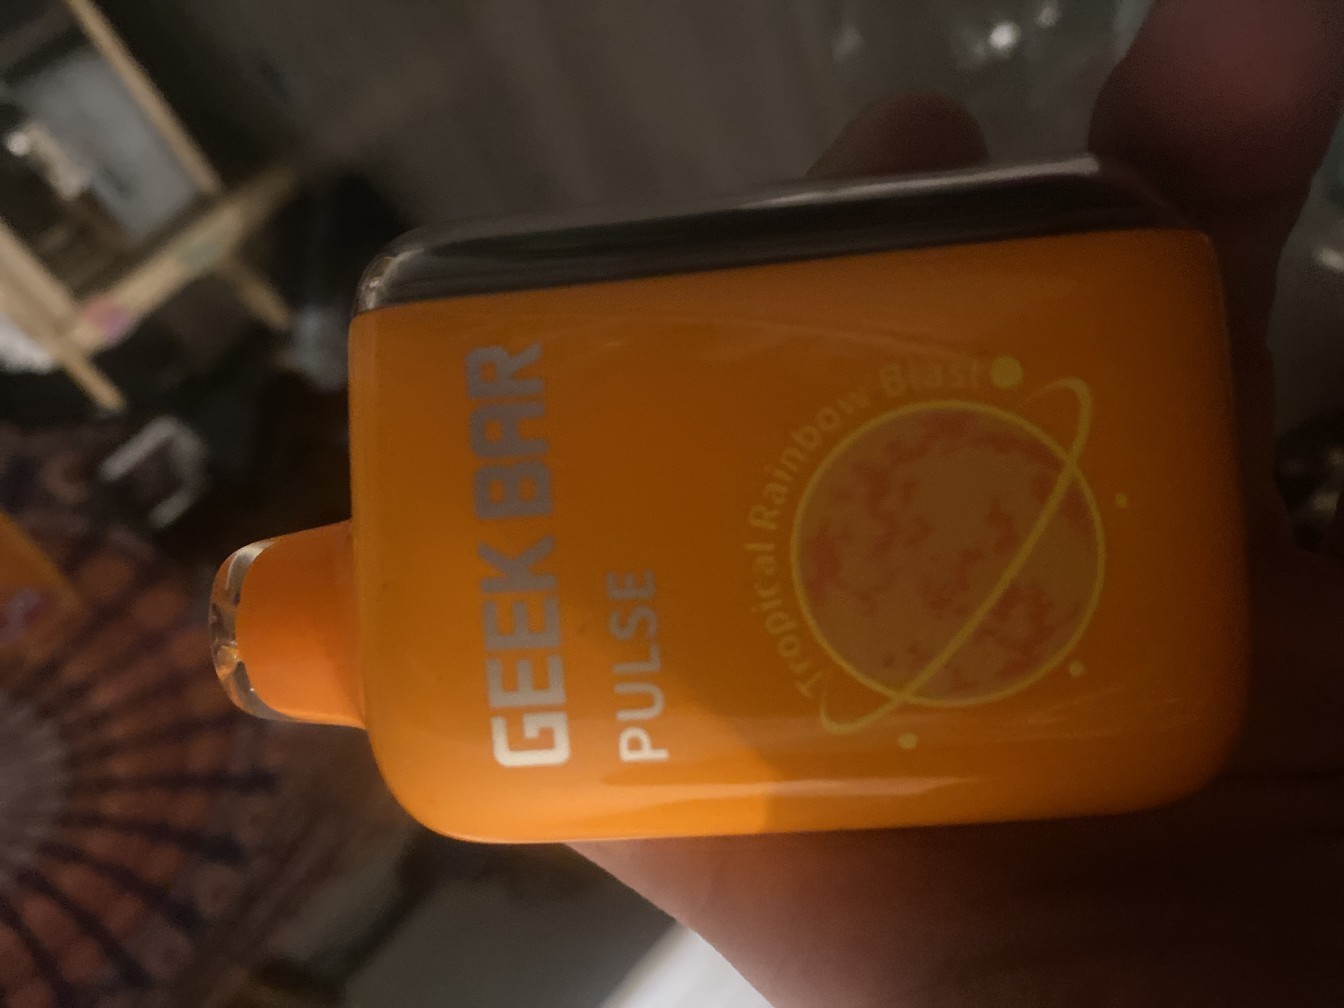 GEEK BAR
PULSE
Tropical Rainbow Blast